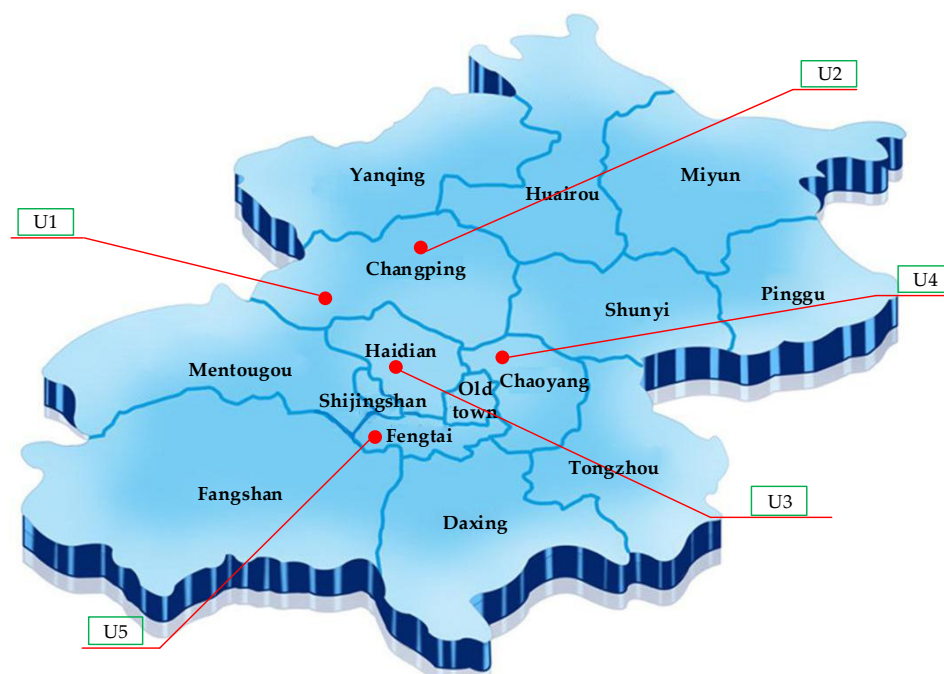 U2
Yanqing
Miyun
Huairou
U1
Changping
U4
Pinggu
Shunyi
Haidian
Mentougou
Chaoyang
Old
town
Shijingshan
Fengtai
Tongzhou
Fangshan
U3
Daxing
U5